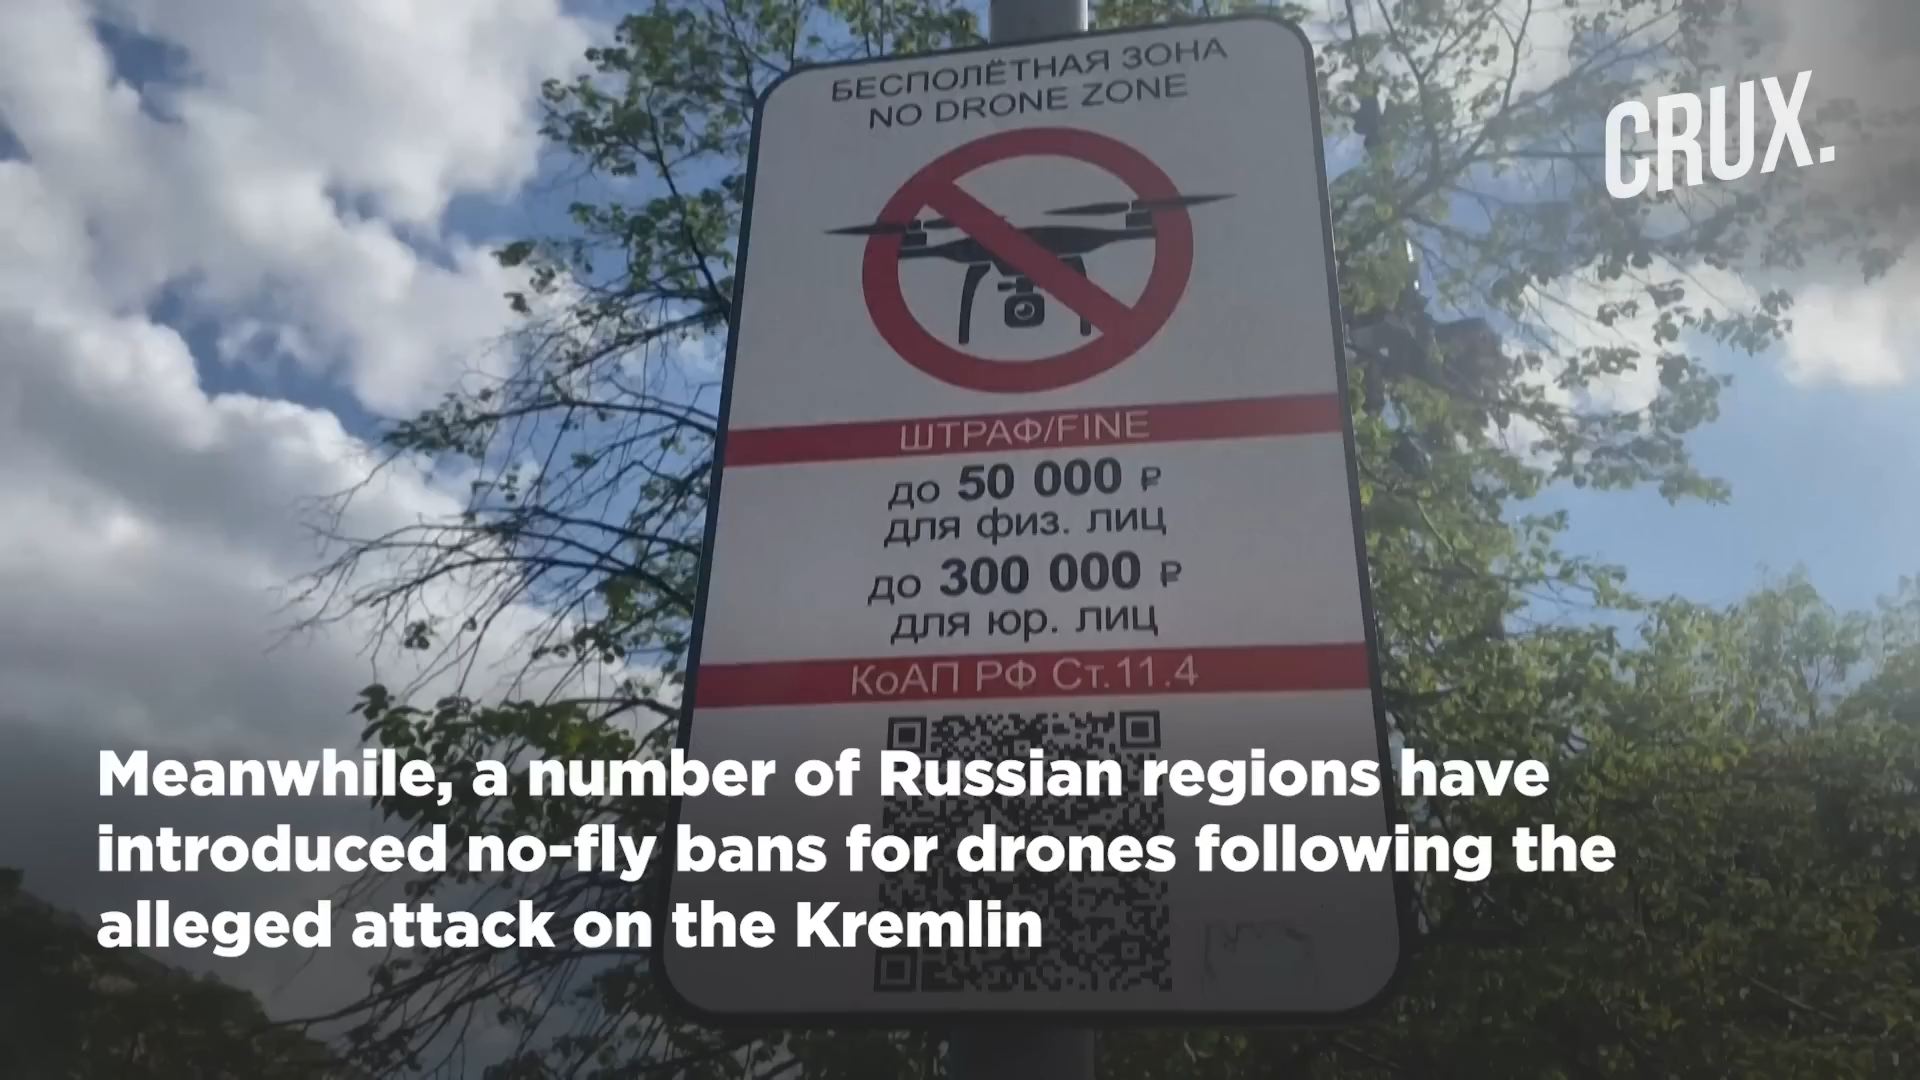 БЕСПОЛЁТНАЯ ЗОНА
NO DRONE ZONE
CRUX.
ШТРАФ/FINE
до 50 000 ₽
для физ. лиц
до 300 000 ₽
для юр. лиц
КоАП РФ Ст.11.4
Meanwhile, a number of Russian regions have
introduced no-fly bans for drones following the
alleged attack on the Kremlin